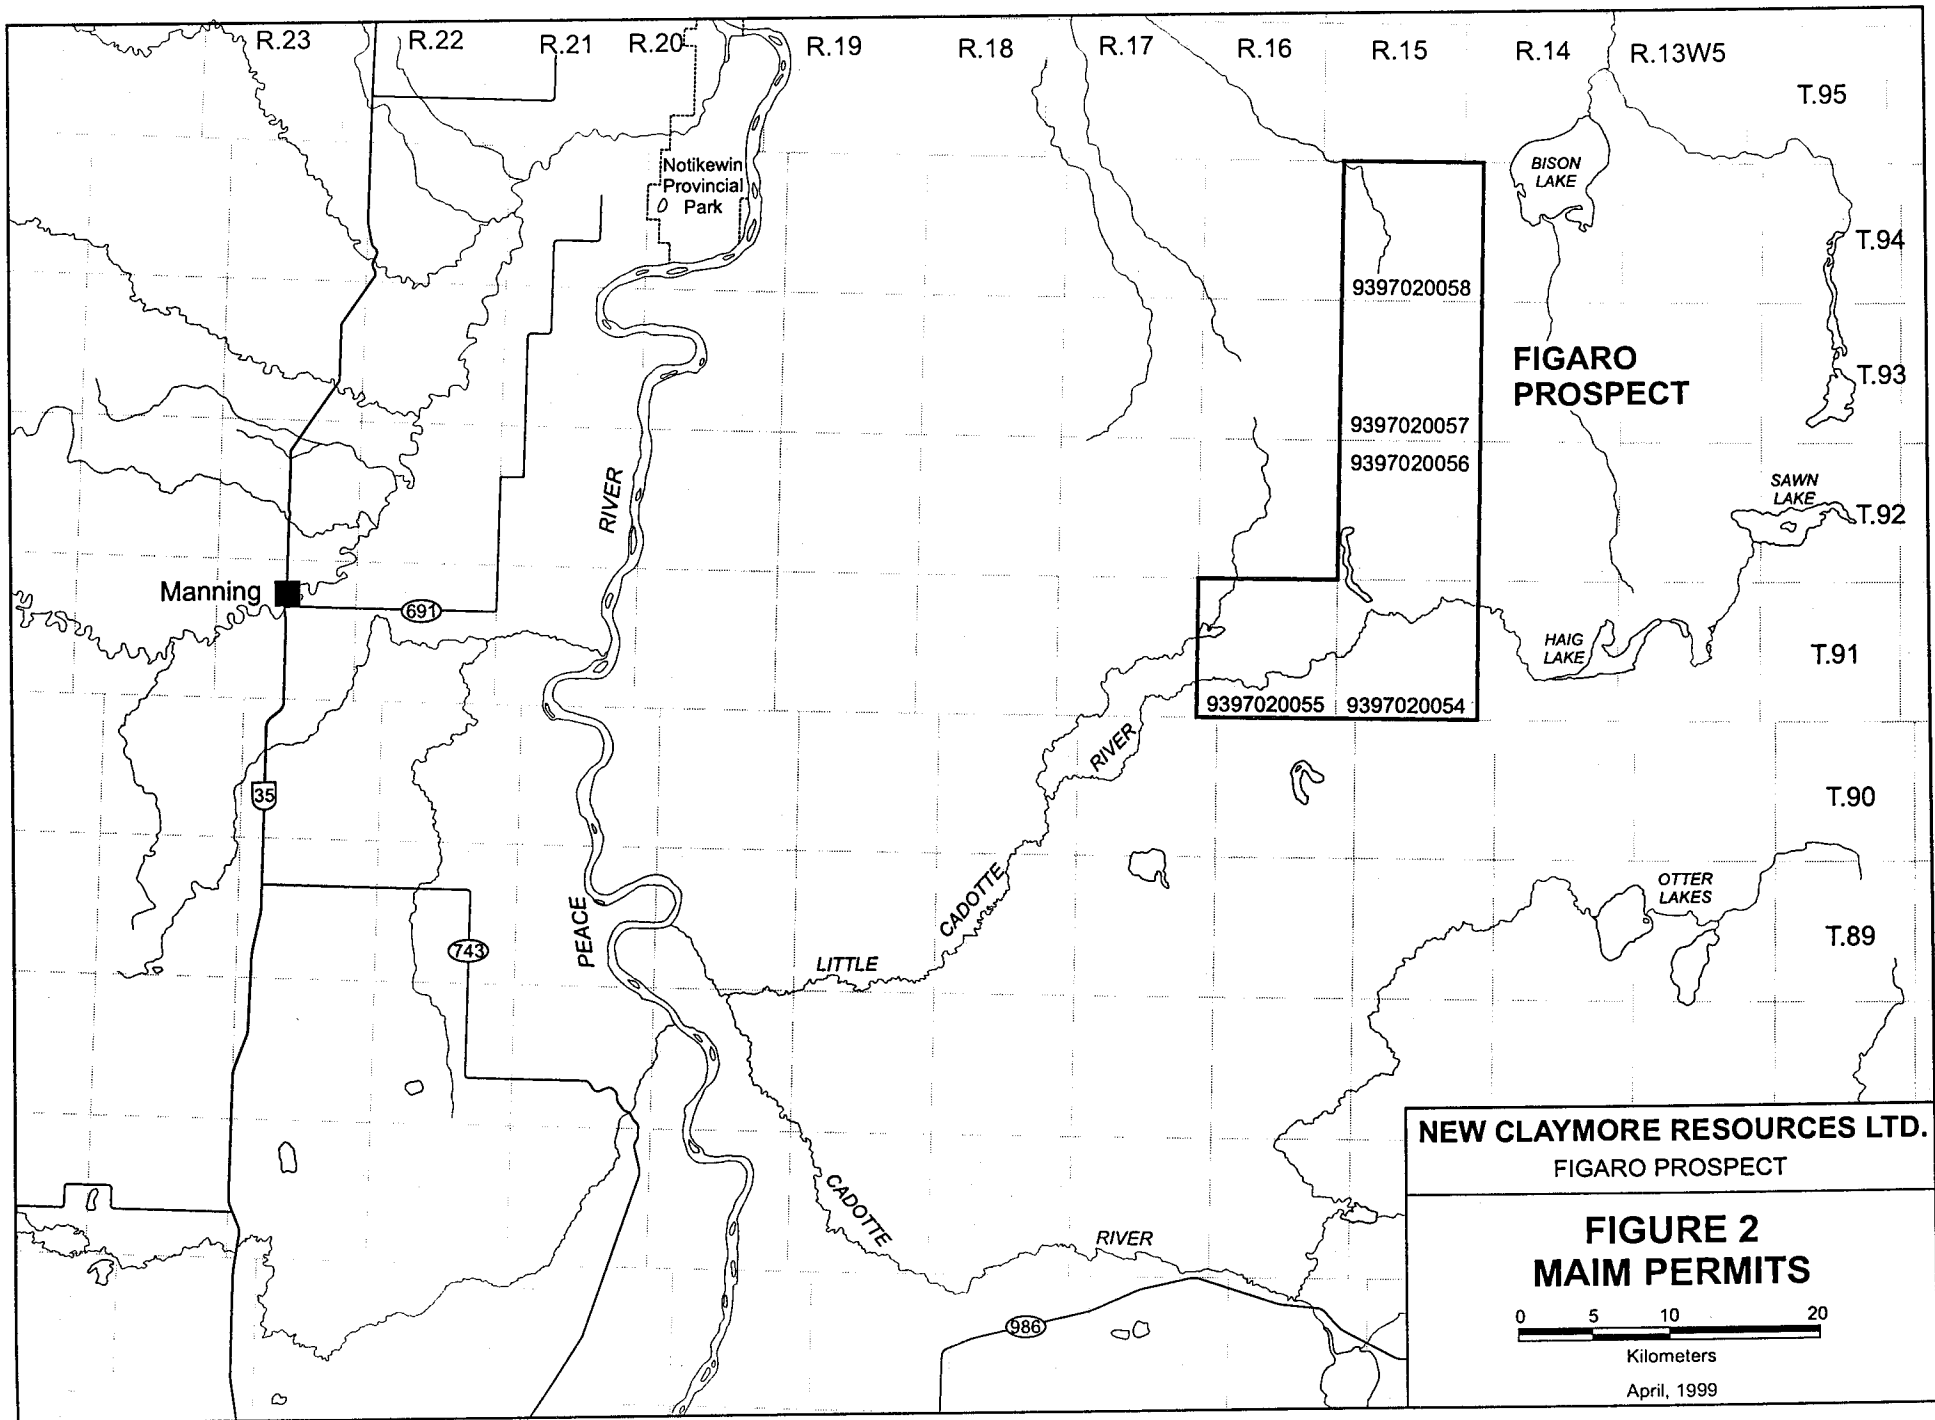 R.23
R.22
R.21
R.20
R.19
R.18
R.17
R.16
R.15
R.14
R.13W5
T.95
Notikewin
Provincial
Park
BISON
LAKE
T.94
9397020058
FIGARO
PROSPECT
T.93
9397020057
9397020056
RIVER
SAWN
LAKE
T.92
Manning
691
HAIG
LAKE
T.91
9397020055
9397020054
RIVER
35
T.90
CADOTTE
OTTER
LAKES
PEACE
743
T.89
LITTLE
NEW CLAYMORE RESOURCES LTD.
FIGARO PROSPECT
CADOTTE
RIVER
FIGURE 2
MAIM PERMITS
986
0 5 10 20
Kilometers
April, 1999